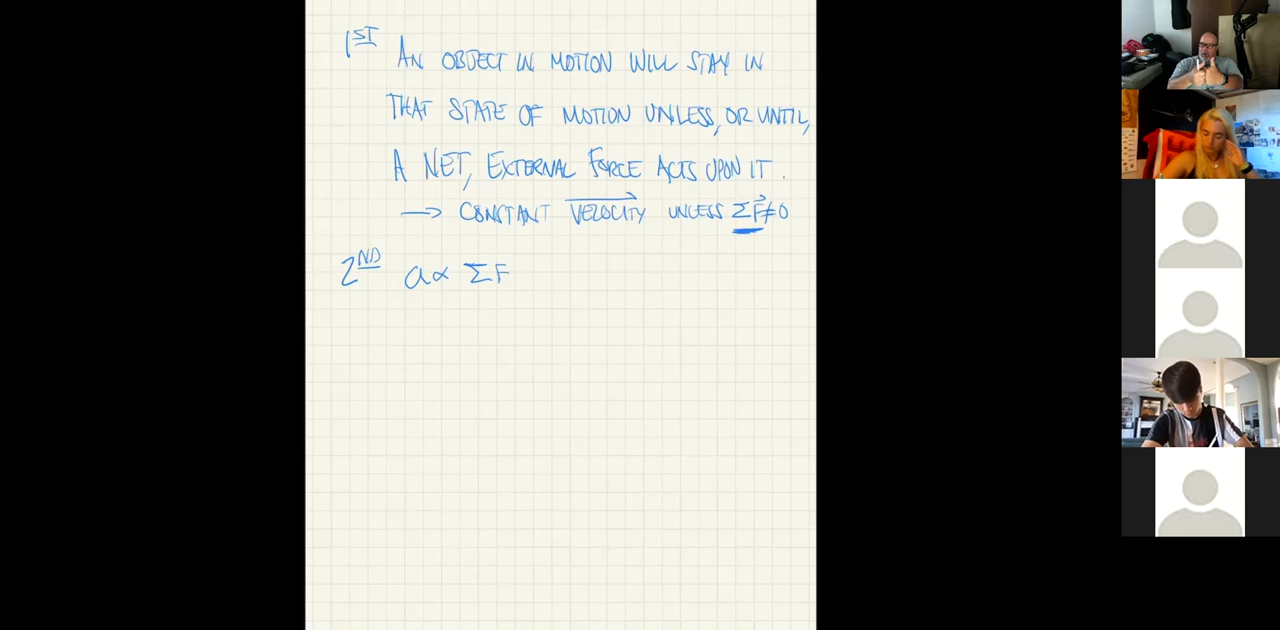 1ST AN OBJECT IN MOTION WILL STAY IN
THAT STATE OF MOTION UNLESS, OR UNTIL,
A NET, EXTERNAL FORCE ACTS UPON IT.
→ CONSTANT VELOCITY UNLESS ΣF⃗≠0
2ND a∝ ΣF